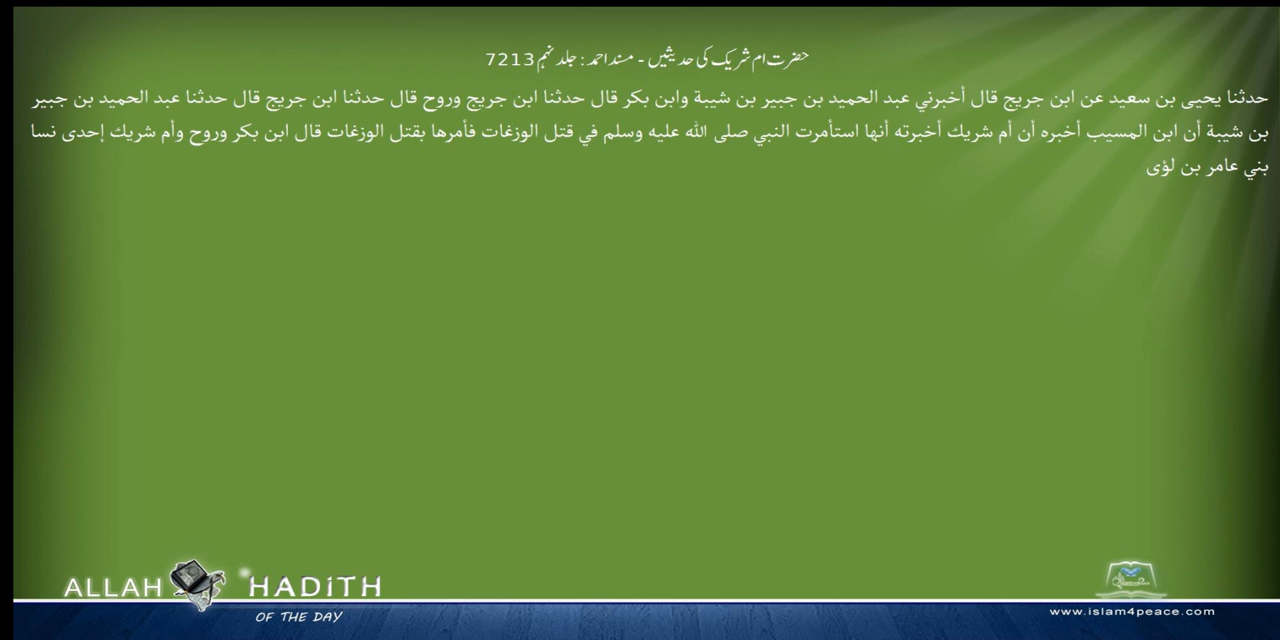 حضرت ام شریک کی حدیثیں - مسند احمد : جلد نہم 7213
حدثنا يحيى بن سعيد عن ابن جريج قال أخبرني عبد الحميد بن جبير بن شيبة وابن بكر قال حدثنا ابن جريج وروح قال حدثنا ابن جريج قال حدثنا عبد الحميد بن جبير
بن شيبة أن ابن المسيب أخبره أن أم شريك أخبرته أنها استأمرت النبي صلى الله عليه وسلم في قتل الوزغات فأمرها بقتل الوزغات قال ابن بكر وروح وأم شريك إحدى نسا
بني عامر بن لؤى
ALLAH HADITH
OF THE DAY
www.islam4peace.com